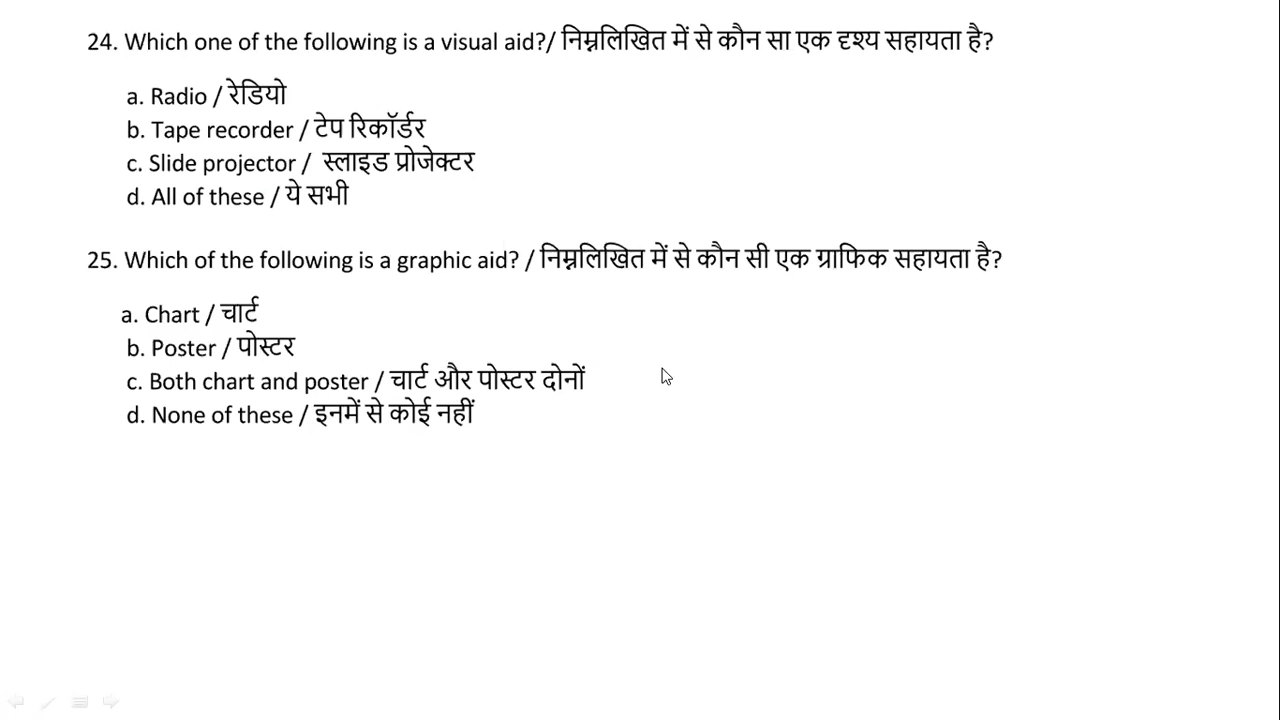 24. Which one of the following is a visual aid?/ निम्नलिखित में से कौन सा एक दृश्य सहायता है?
a. Radio / रेडियो
b. Tape recorder / टेप रिकॉर्डर
c. Slide projector / स्लाइड प्रोजेक्टर
d. All of these / ये सभी
25. Which of the following is a graphic aid? / निम्नलिखित में से कौन सी एक ग्राफिक सहायता है?
a. Chart / चार्ट
b. Poster / पोस्टर
c. Both chart and poster / चार्ट और पोस्टर दोनों
d. None of these / इनमें से कोई नहीं